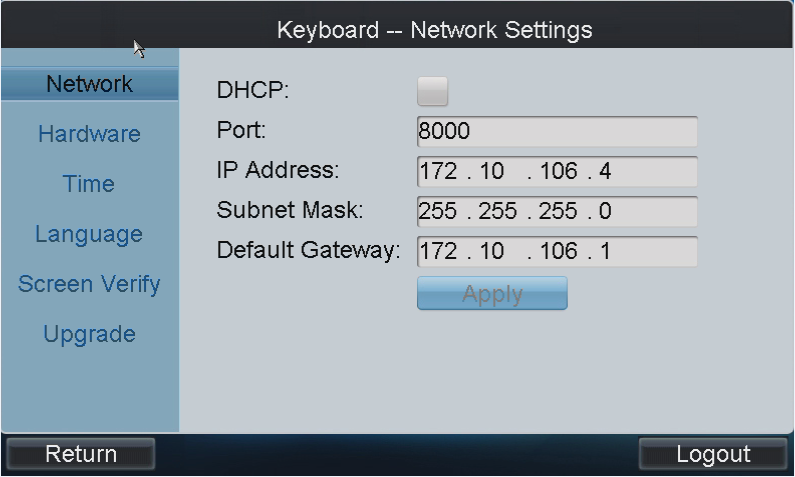 Keyboard -- Network Settings
Network
Hardware
Time
Language
Screen Verify
Upgrade
DHCP:
Port: 8000
IP Address: 172 . 10 . 106 . 4
Subnet Mask: 255 . 255 . 255 . 0
Default Gateway: 172 . 10 . 106 . 1
Apply
Return
Logout